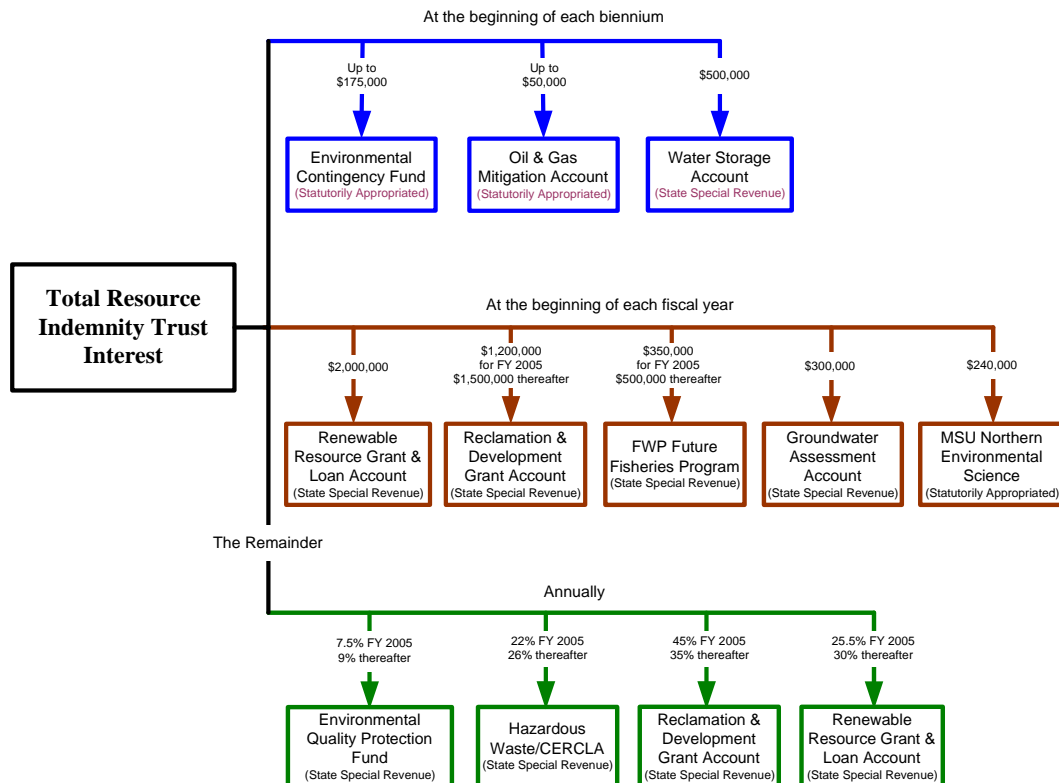 At the beginning of each biennium
Up to
$175,000
Up to
$50,000
$500,000
Environmental
Contingency Fund
(Statutorily Appropriated)
Oil & Gas
Mitigation Account
(Statutorily Appropriated)
Water Storage
Account
(State Special Revenue)
Total Resource
Indemnity Trust
Interest
At the beginning of each fiscal year
$2,000,000
$1,200,000
for FY 2005
$1,500,000 thereafter
$350,000
for FY 2005
$500,000 thereafter
$300,000
$240,000
Renewable
Resource Grant &
Loan Account
(State Special Revenue)
Reclamation &
Development
Grant Account
(State Special Revenue)
FWP Future
Fisheries Program
(State Special Revenue)
Groundwater
Assessment
Account
(State Special Revenue)
MSU Northern
Environmental
Science
(Statutorily Appropriated)
The Remainder
Annually
7.5% FY 2005
9% thereafter
22% FY 2005
26% thereafter
45% FY 2005
35% thereafter
25.5% FY 2005
30% thereafter
Environmental
Quality Protection
Fund
(State Special Revenue)
Hazardous
Waste/CERCLA
(State Special Revenue)
Reclamation &
Development
Grant Account
(State Special Revenue)
Renewable
Resource Grant &
Loan Account
(State Special Revenue)